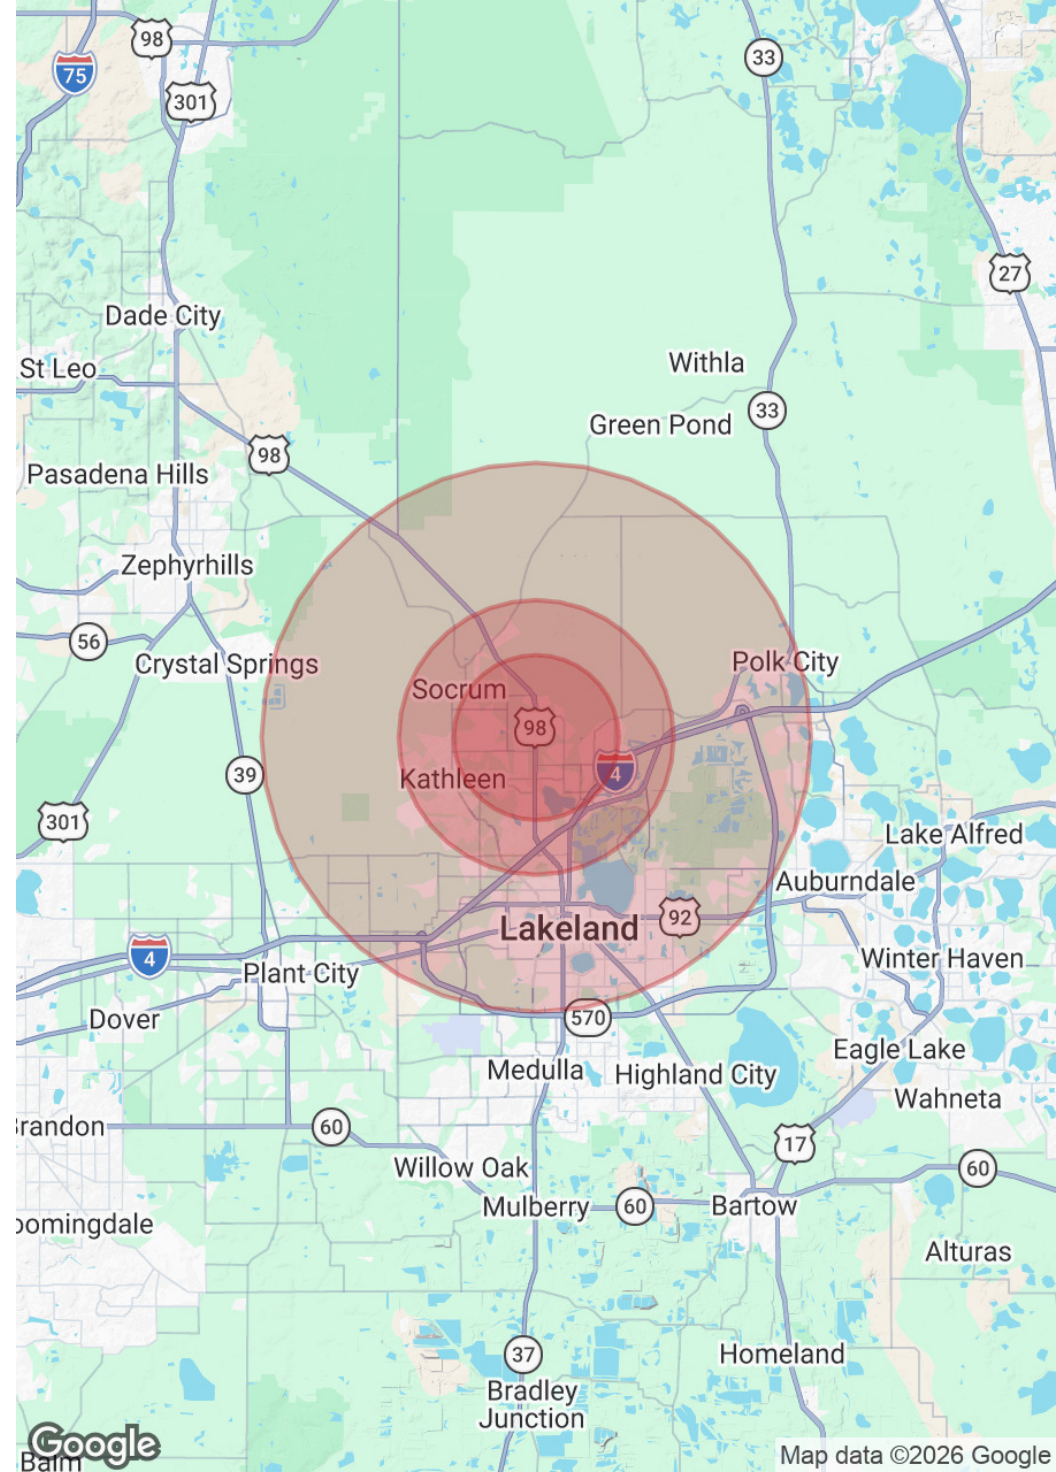 98
33
75
301
27
Dade City
St Leo
Withla
33
Green Pond
98
Pasadena Hills
Zephyrhills
56
Crystal Springs
Polk City
Socrum
98
39
Kathleen
4
301
Lake Alfred
Auburndale
92
Lakeland
4
Winter Haven
Plant City
Dover
570
Eagle Lake
Medulla
Highland City
Wahneta
randon
60
17
Willow Oak
60
Mulberry
60
Bartow
oomingdale
Alturas
37
Homeland
Bradley
Junction
Google
Balm
Map data ©2026 Google